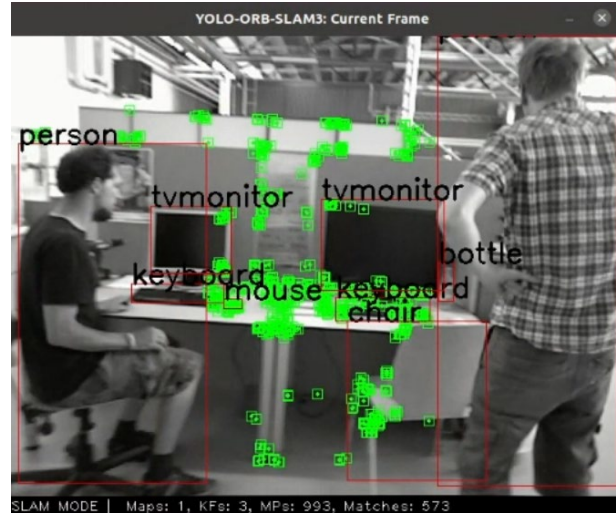 YOLO-ORB-SLAM3: Current Frame
person
person
tvmonitor
tvmonitor
bottle
keyboard
mouse
keyboard
chair
SLAM MODE | Maps: 1, KFs: 3, MPs: 993, Matches: 573